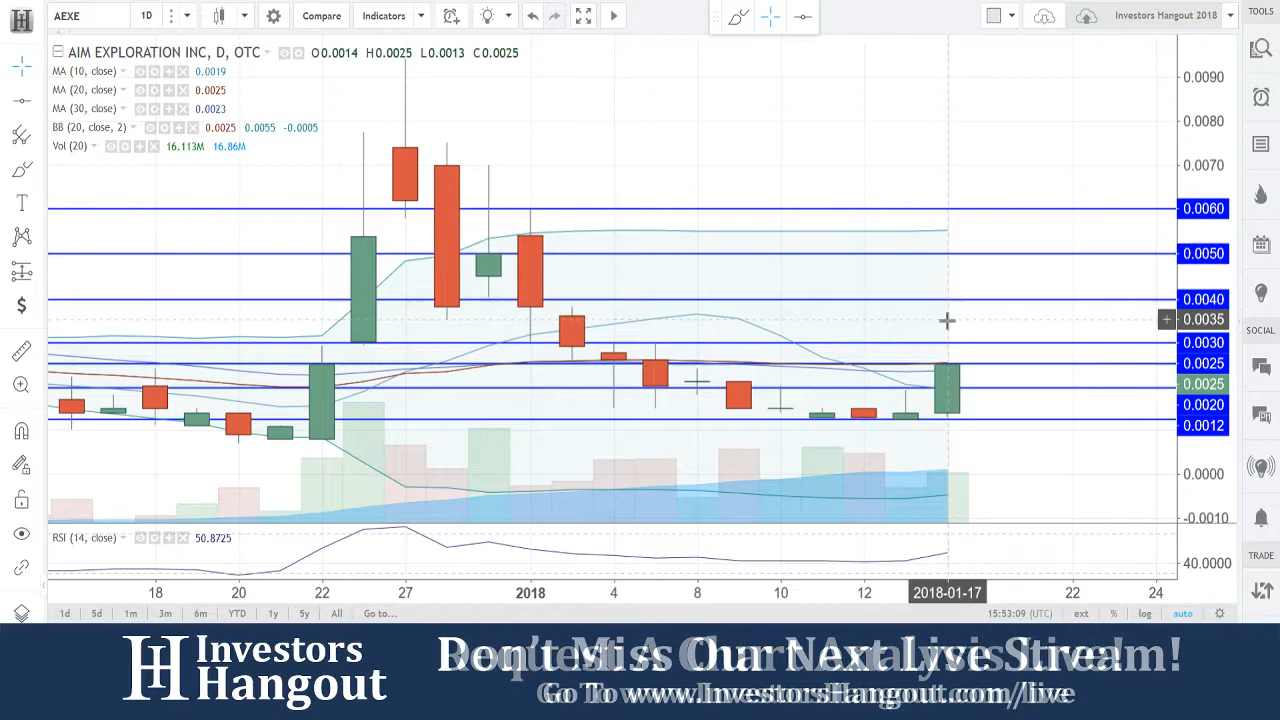 AEXE 1D Compare Indicators Investors Hangout 2018 TOOLS
AIM EXPLORATION INC, D, OTC O0.0014 H0.0025 L0.0013 C0.0025
MA (10, close) 0.0019
MA (20, close) 0.0025
MA (30, close) 0.0023
BB (20, close, 2) 0.0025 0.0055 -0.0005
Vol (20) 16.113M 16.86M
0.0090
0.0080
0.0070
0.0060
0.0050
0.0040
0.0035
0.0030
0.0025
0.0025
0.0020
0.0012
0.0000
-0.0010
SOCIAL
RSI (14, close) 50.8725
40.0000
TRADE
18 20 22 27 2018 4 8 10 12 2018-01-17 22 24
1d 5d 1m 3m 6m YTD 1y 5y All Go to... 15:53:09 (UTC) ext % log auto
Investors
Hangout
Go To www.InvestorsHangout.com/live